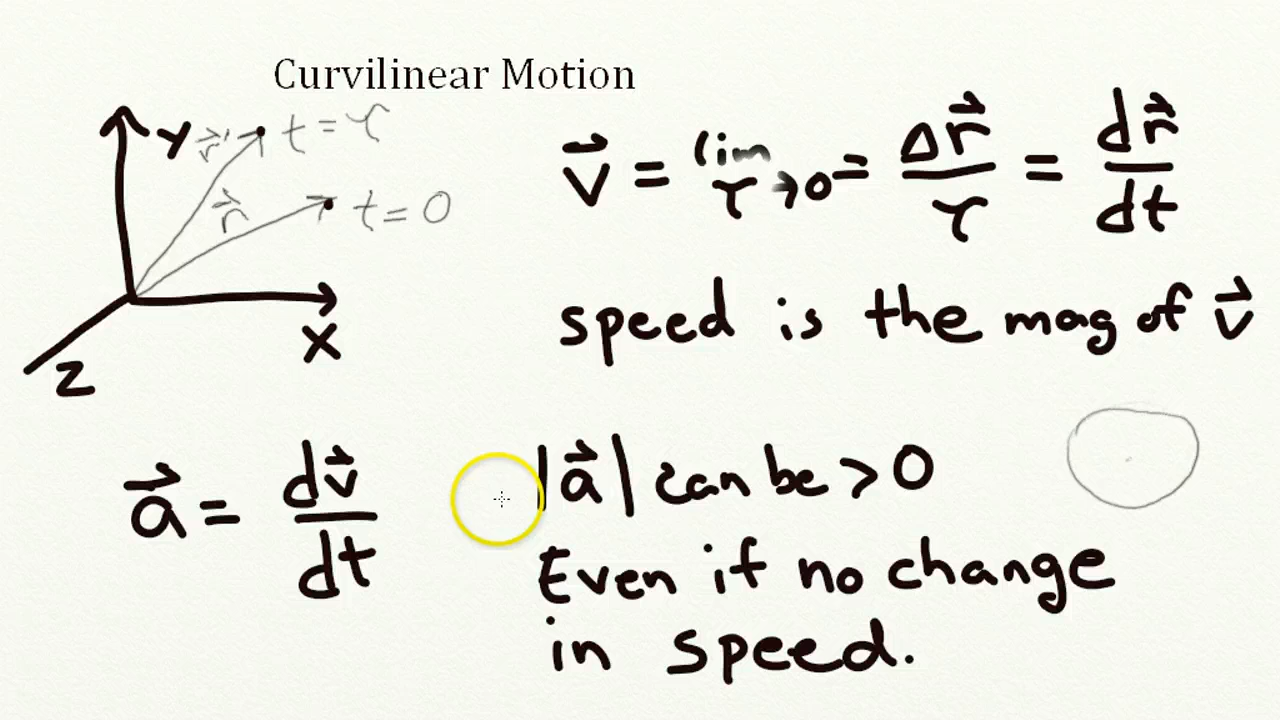 Curvilinear Motion
Y r⃗' t = τ
r⃗ t = 0
X
Z
v⃗ = lim τ→0 = Δr⃗/τ = dr⃗/dt
speed is the mag of v⃗
a⃗ = dv⃗/dt
|a⃗| can be > 0
Even if no change
in speed.